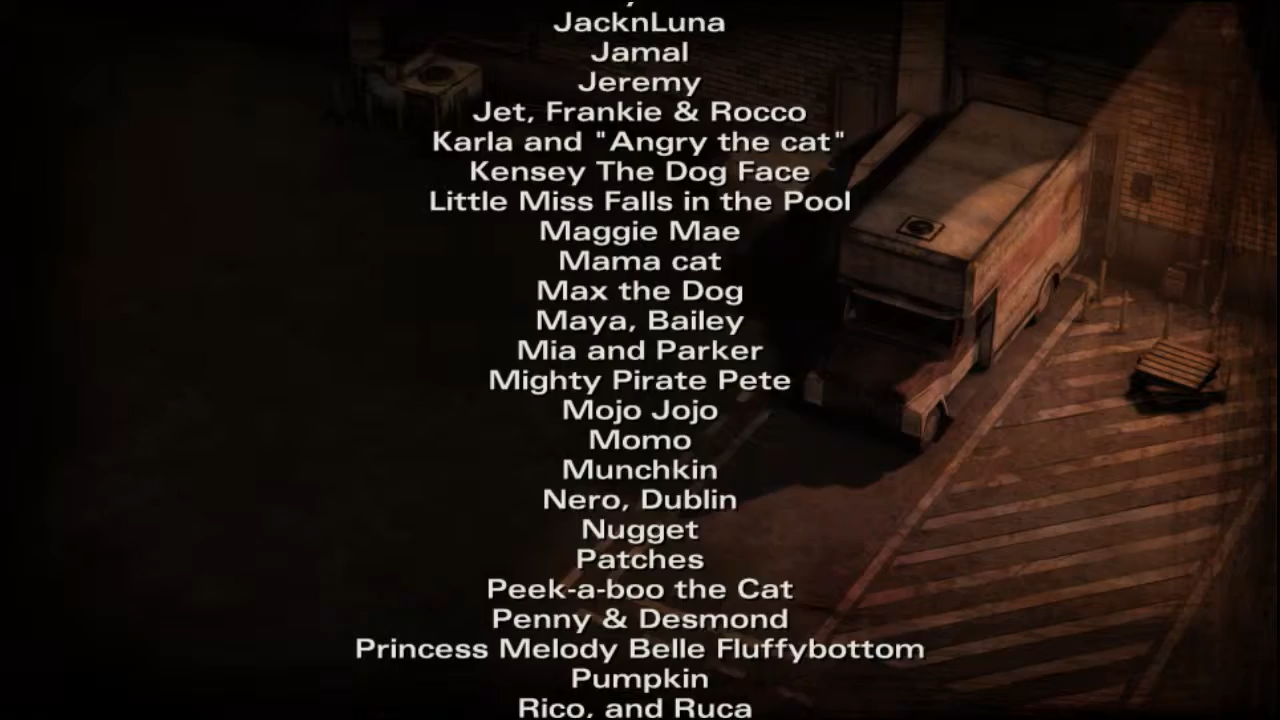 JacknLuna
Jamal
Jeremy
Jet, Frankie & Rocco
Karla and "Angry the cat"
Kensey The Dog Face
Little Miss Falls in the Pool
Maggie Mae
Mama cat
Max the Dog
Maya, Bailey
Mia and Parker
Mighty Pirate Pete
Mojo Jojo
Momo
Munchkin
Nero, Dublin
Nugget
Patches
Peek-a-boo the Cat
Penny & Desmond
Princess Melody Belle Fluffybottom
Pumpkin
Rico, and Ruca